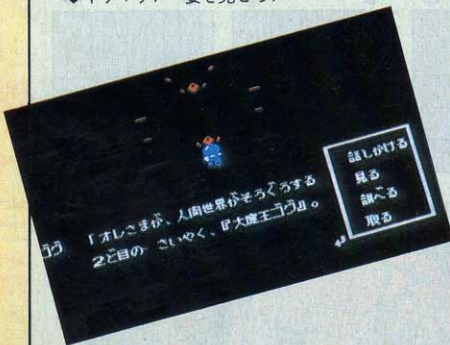 ゴウ 「オレさまが、人間世界がそうぐうする
2ど目の さいやく、『大魔王ゴウ』。
話しかける
見る
調べる
取る